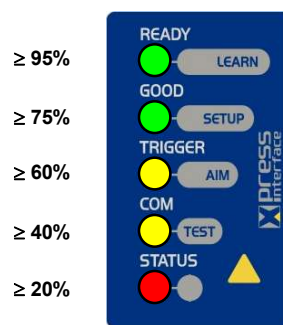 READY
≥ 95% LEARN
GOOD
≥ 75% SETUP
TRIGGER
≥ 60% AIM
COM
≥ 40% TEST
STATUS
≥ 20%
Xpress
interface